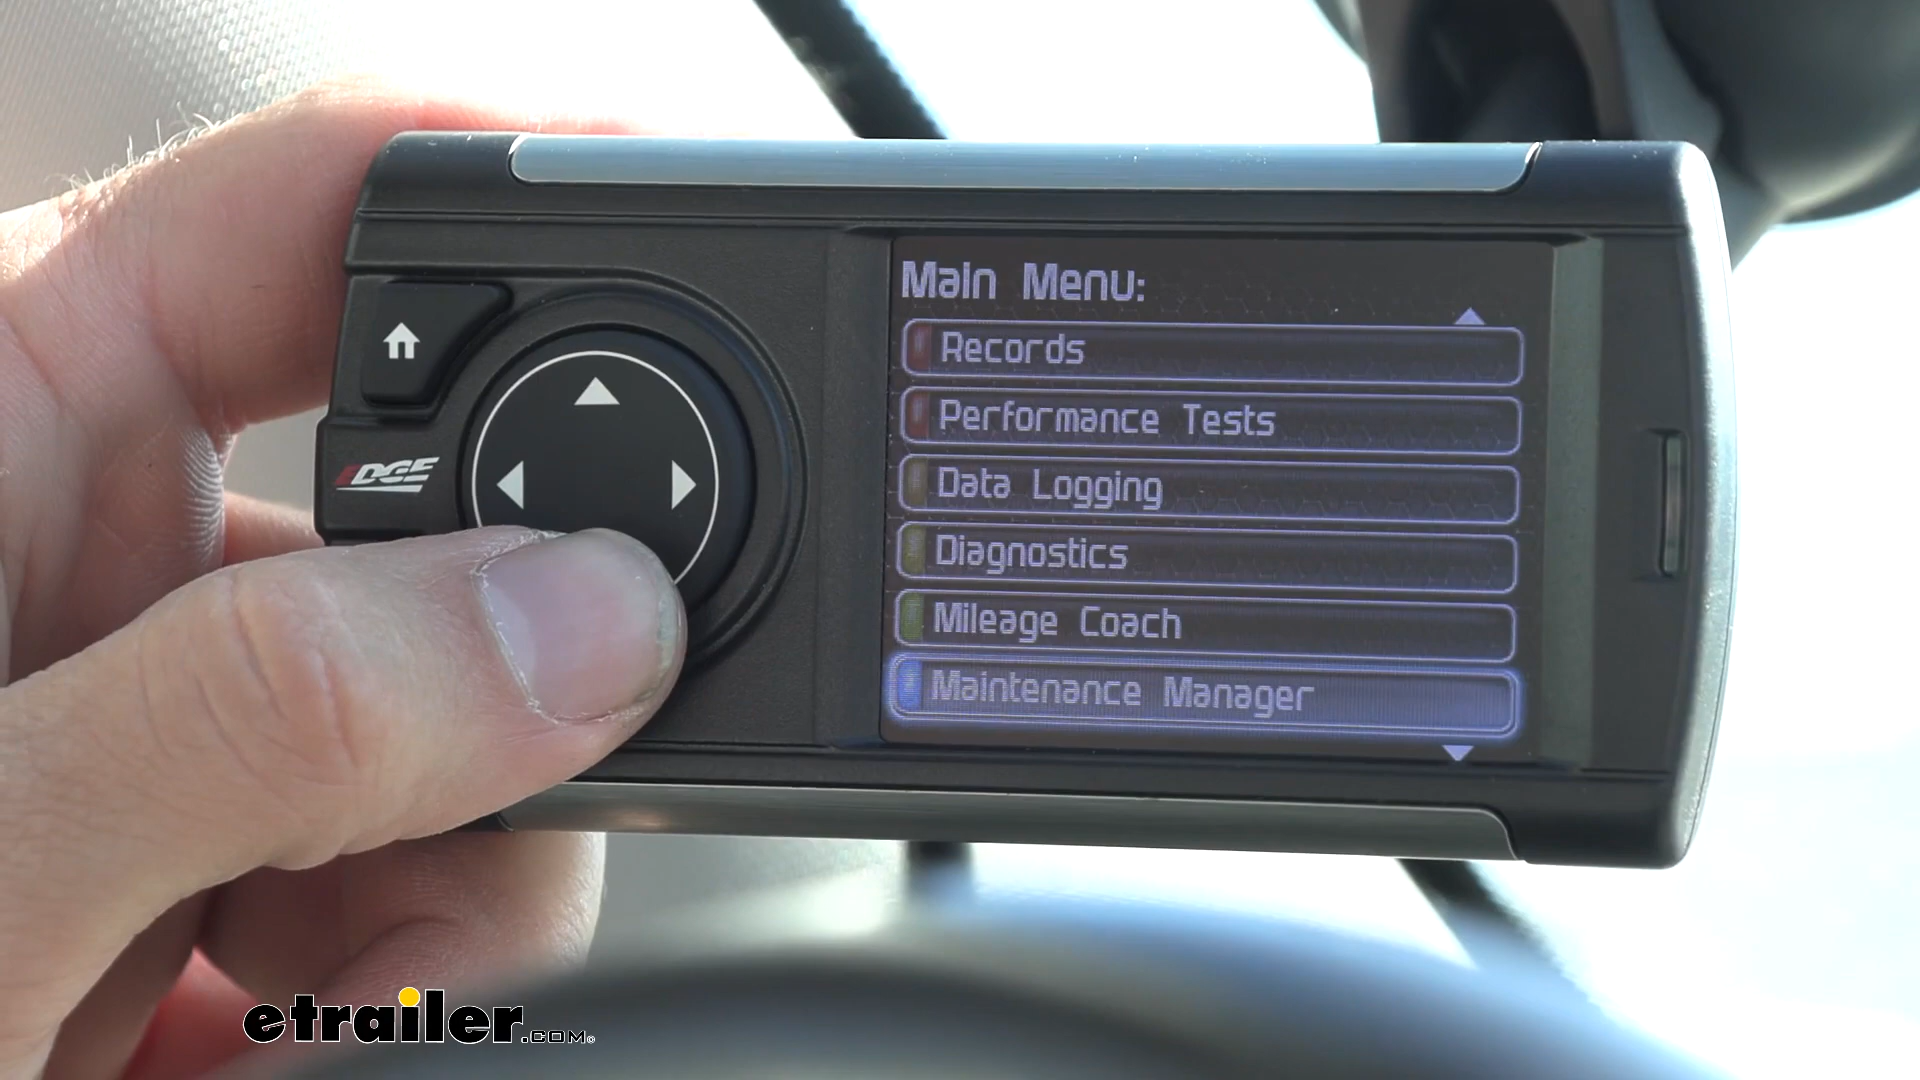 Main Menu:
Records
Performance Tests
Data Logging
Diagnostics
Mileage Coach
Maintenance Manager
EDGE
etrailer.com